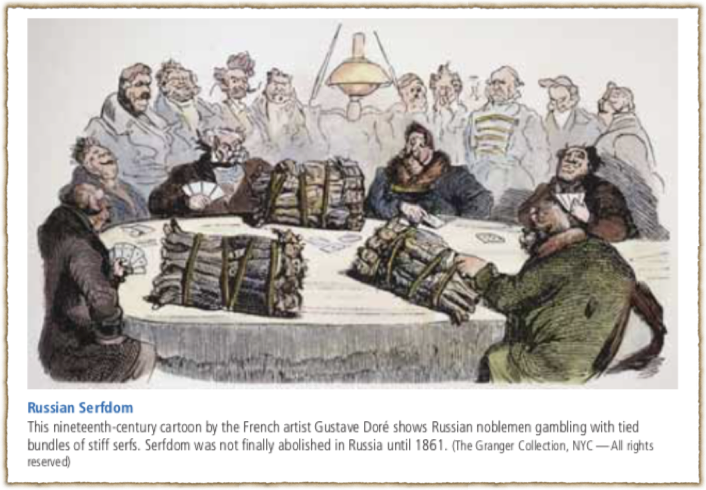 Russian Serfdom
This nineteenth-century cartoon by the French artist Gustave Doré shows Russian noblemen gambling with tied
bundles of stiff serfs. Serfdom was not finally abolished in Russia until 1861. (The Granger Collection, NYC — All rights
reserved)